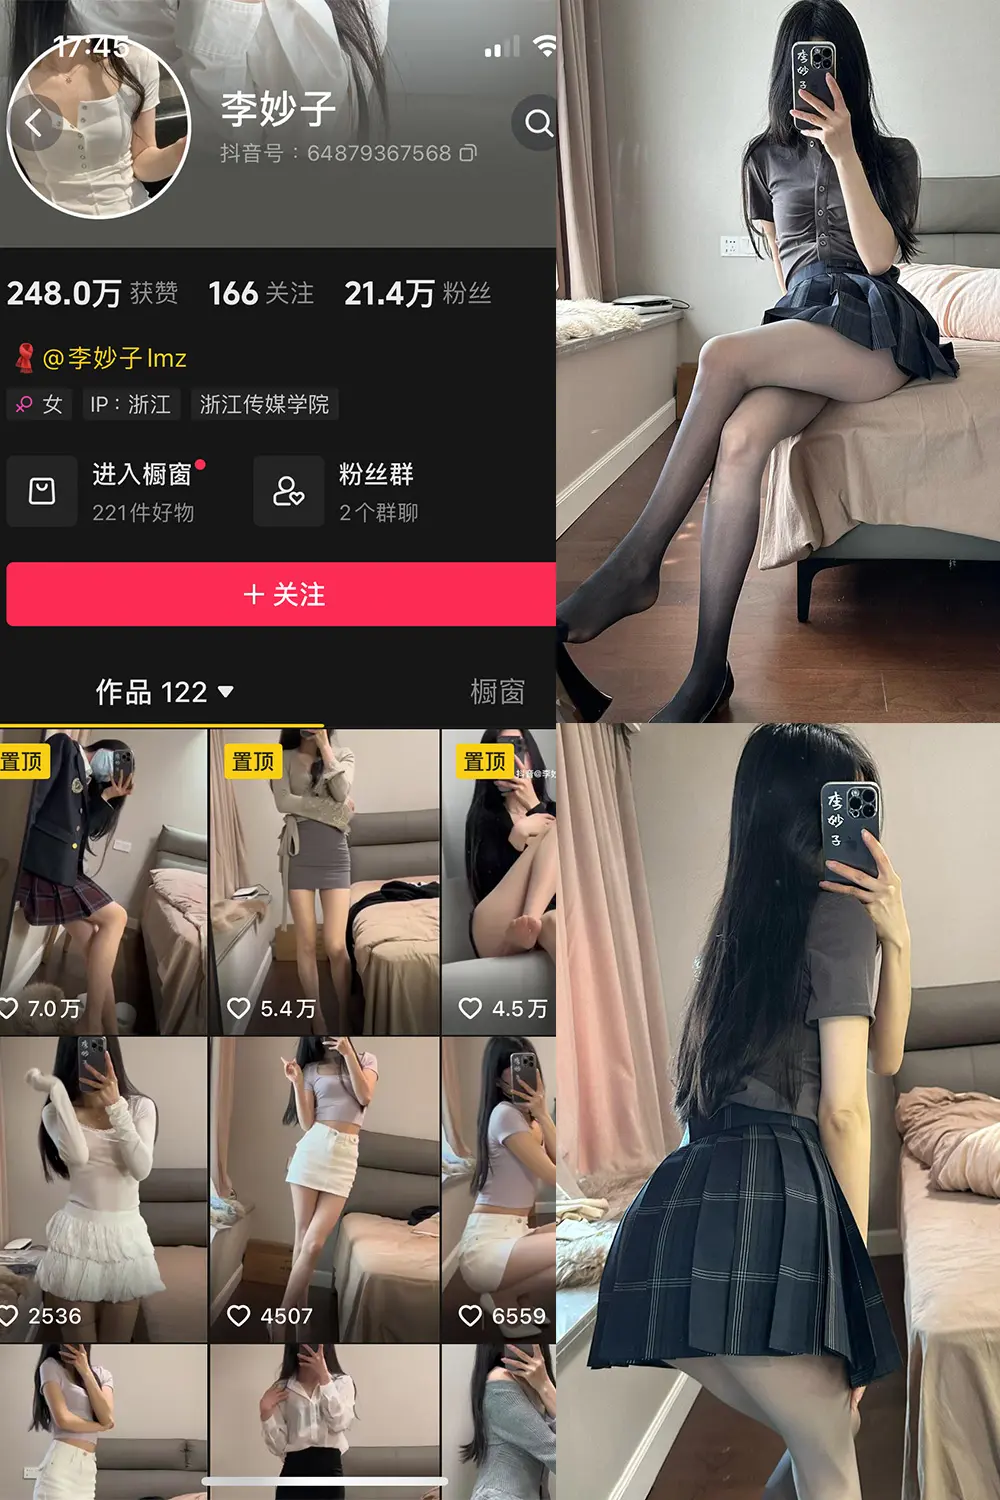 17:45
李妙子
抖音号：64879367568
248.0万 获赞 166 关注 21.4万 粉丝
@李妙子lmz
女 IP：浙江 浙江传媒学院
进入橱窗
221件好物
粉丝群
2个群聊
+ 关注
作品 122
橱窗
置顶
置顶
置顶
抖音@李妙
7.0万
5.4万
4.5万
2536
4507
6559
李妙子
李妙子